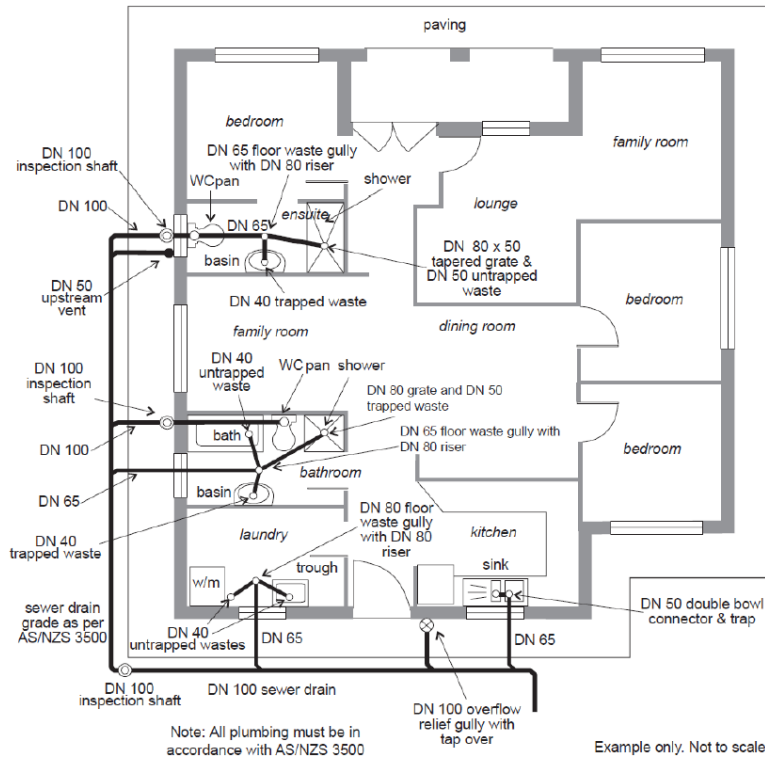 paving
bedroom
DN 65 floor waste gully
with DN 80 riser
family room
DN 100
inspection shaft
WCpan
shower
DN 100
ensuite
lounge
DN 65
DN 80 x 50
tapered grate &
DN 50 untrapped
waste
basin
DN 50
upstream
vent
DN 40 trapped waste
bedroom
family room
dining room
DN 40
untrapped
waste
WCpan shower
DN 100
inspection
shaft
DN 80 grate and DN 50
trapped waste
DN 100
bath
DN 65 floor waste gully with
DN 80 riser
bedroom
bathroom
DN 65
basin
DN 40
trapped waste
DN 80 floor
waste gully
with DN 80
riser
laundry
kitchen
sink
trough
w/m
DN 50 double bowl
connector & trap
sewer drain
grade as per
AS/NZS 3500
DN 40
untrapped wastes
DN 65
DN 65
DN 100
inspection shaft
DN 100 sewer drain
DN 100 overflow
relief gully with
tap over
Note: All plumbing must be in
accordance with AS/NZS 3500
Example only. Not to scale